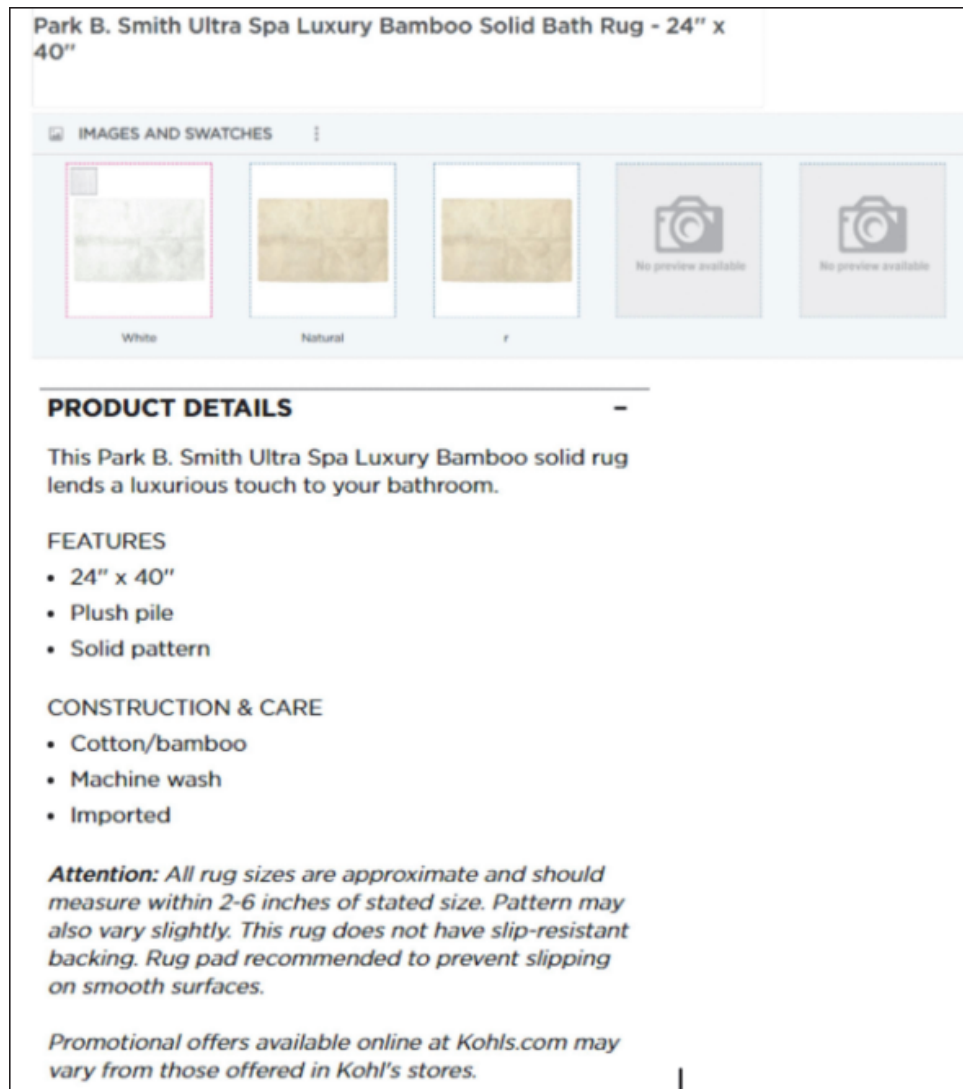 Park B. Smith Ultra Spa Luxury Bamboo Solid Bath Rug - 24" x
40"
IMAGES AND SWATCHES
No preview available
No preview available
White
Natural
r
PRODUCT DETAILS
This Park B. Smith Ultra Spa Luxury Bamboo solid rug
lends a luxurious touch to your bathroom.
FEATURES
• 24" x 40"
• Plush pile
• Solid pattern
CONSTRUCTION & CARE
• Cotton/bamboo
• Machine wash
• Imported
Attention: All rug sizes are approximate and should
measure within 2-6 inches of stated size. Pattern may
also vary slightly. This rug does not have slip-resistant
backing. Rug pad recommended to prevent slipping
on smooth surfaces.
Promotional offers available online at Kohls.com may
vary from those offered in Kohl's stores.